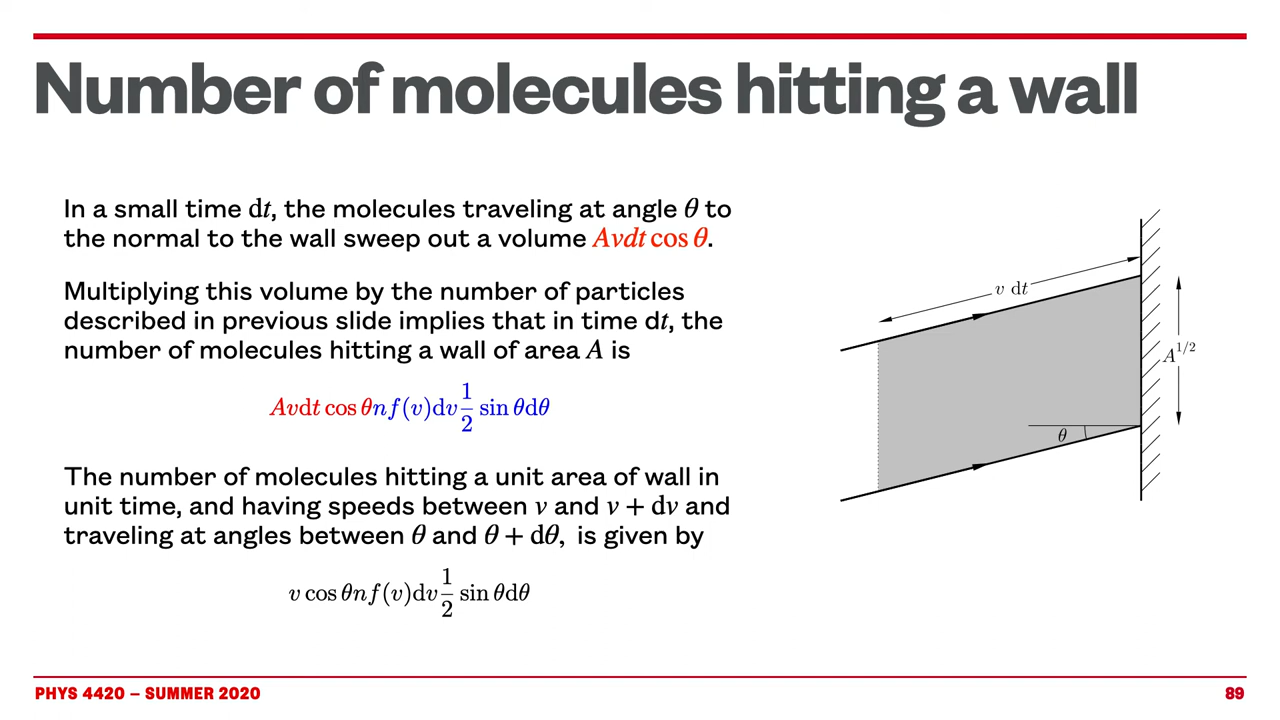 Number of molecules hitting a wall
In a small time dt, the molecules traveling at angle θ to
the normal to the wall sweep out a volume Avdt cos θ.
Multiplying this volume by the number of particles
described in previous slide implies that in time dt, the
number of molecules hitting a wall of area A is
Avdt cos θnf(v)dv 1/2 sin θdθ
The number of molecules hitting a unit area of wall in
unit time, and having speeds between v and v + dv and
traveling at angles between θ and θ + dθ, is given by
v cos θnf(v)dv 1/2 sin θdθ
v dt
A^1/2
θ
PHYS 4420 – SUMMER 2020
89